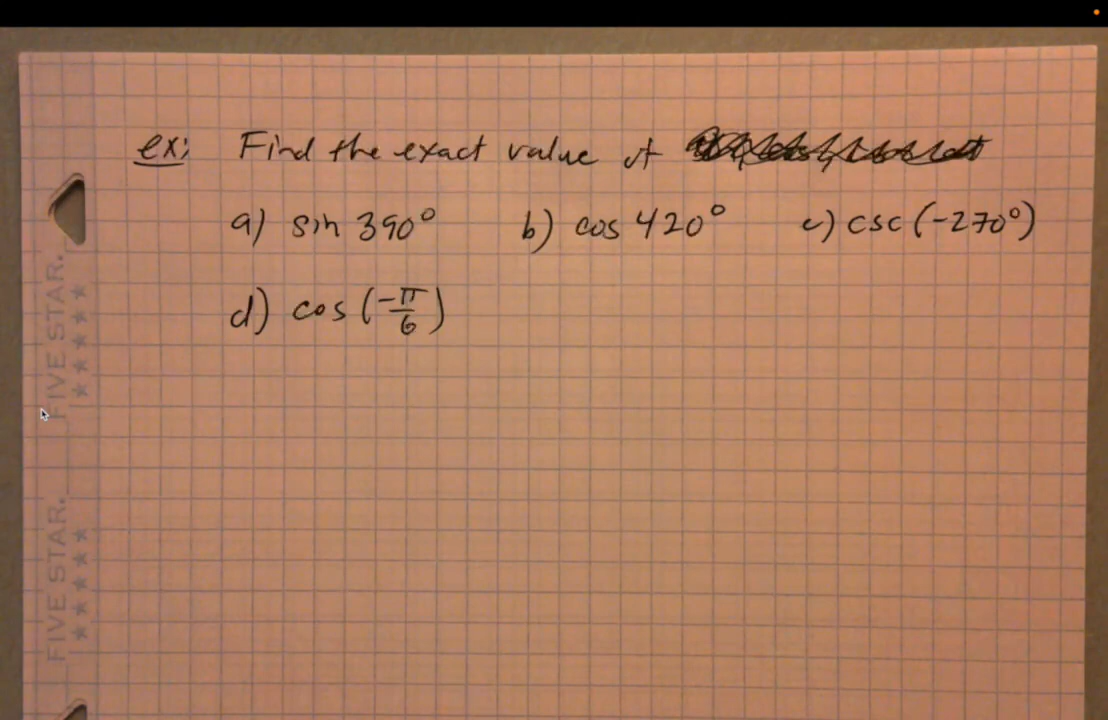 ex: Find the exact value of
a) sin 390° b) cos 420° c) csc (-270°)
d) cos (-π/6)
FIVE STAR.
★★★★
FIVE STAR.
★★★★